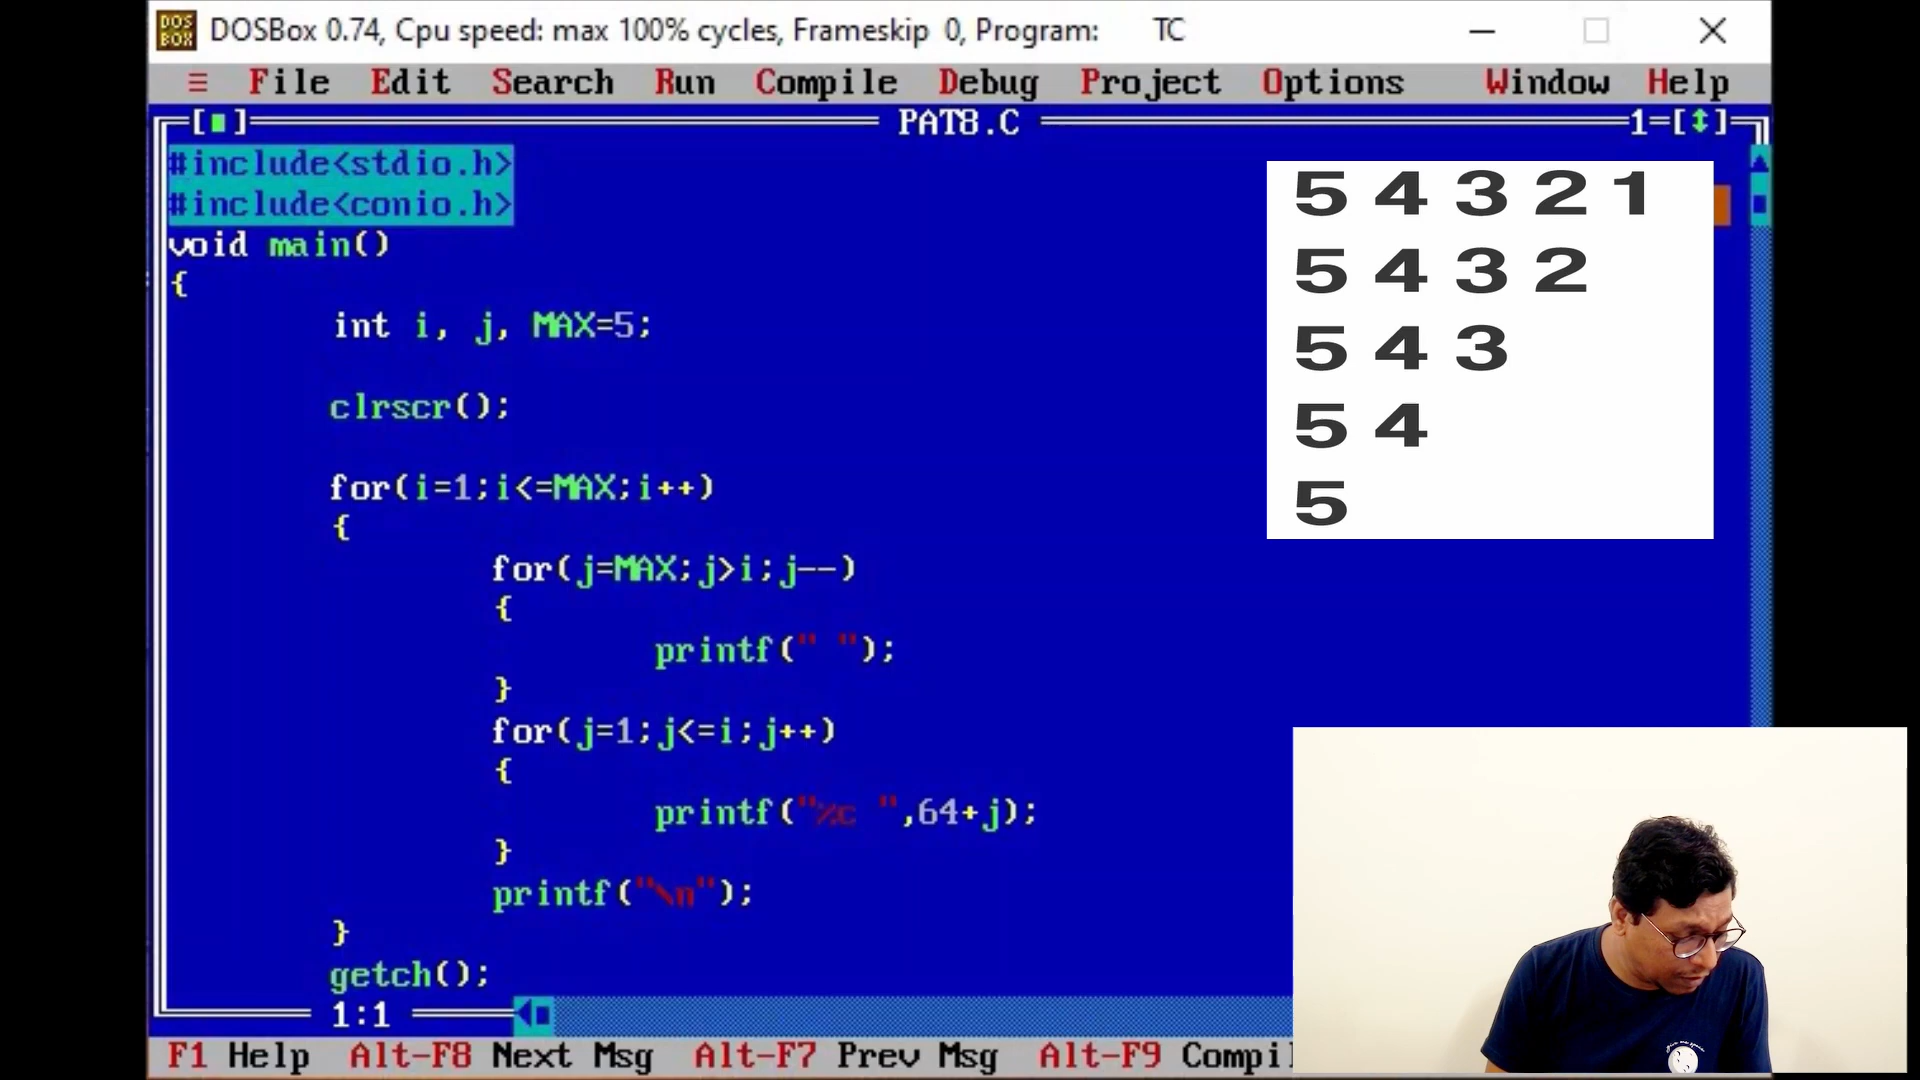 DOSBox 0.74, Cpu speed: max 100% cycles, Frameskip 0, Program: TC
≡ File Edit Search Run Compile Debug Project Options Window Help
[■] PAT8.C 1=[↕]
#include<stdio.h>
#include<conio.h>
void main()
{
int i, j, MAX=5;
clrscr();
for(i=1;i<=MAX;i++)
{
for(j=MAX;j>i;j--)
{
printf(" ");
}
for(j=1;j<=i;j++)
{
printf("%c ",64+j);
}
printf("\n");
}
getch();
1:1
F1 Help Alt-F8 Next Msg Alt-F7 Prev Msg Alt-F9 Compil
5 4 3 2 1
5 4 3 2
5 4 3
5 4
5